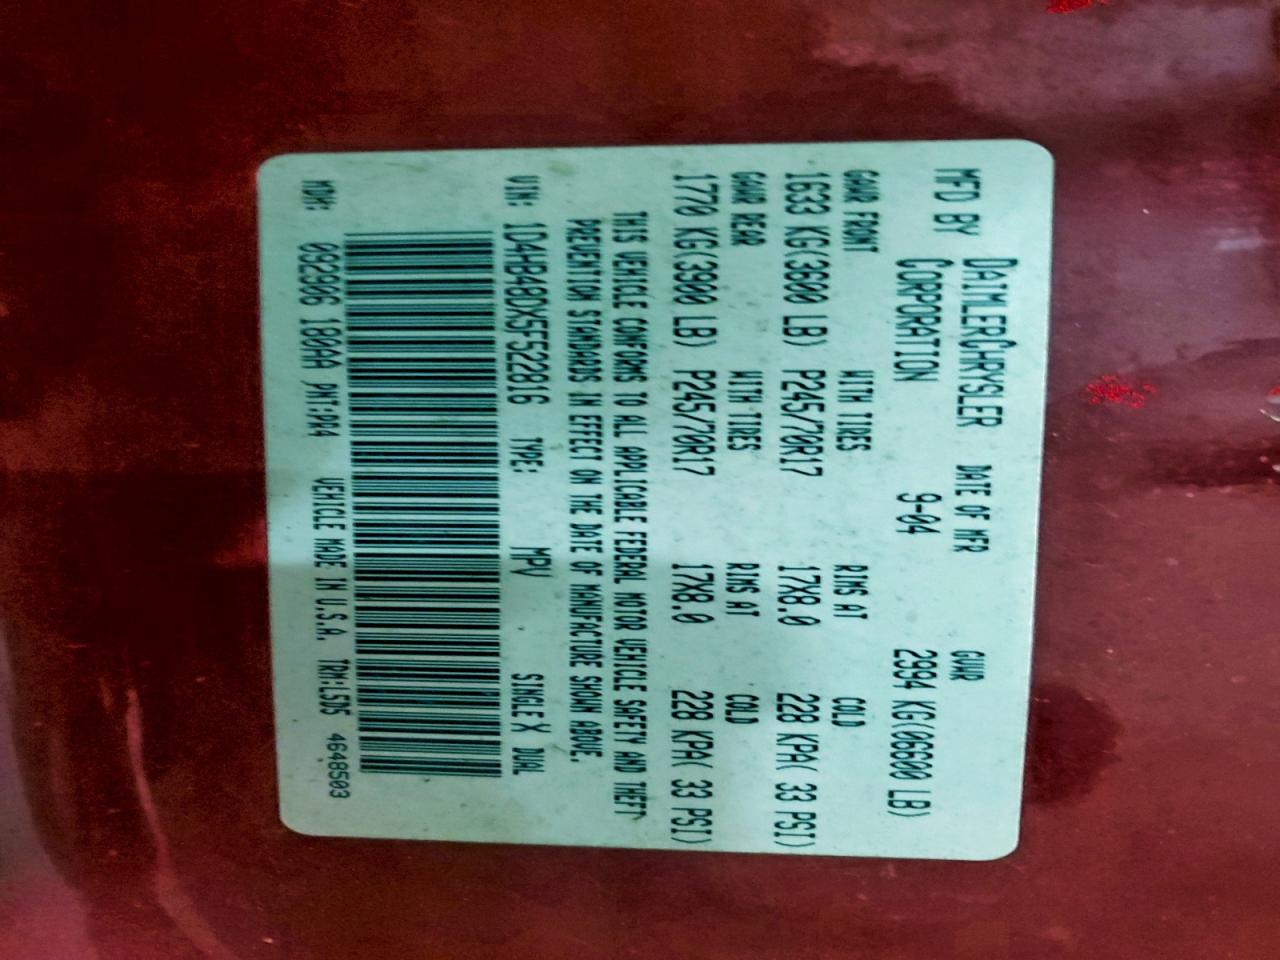 MFD BY DAIMLERCHRYSLER CORPORATION DATE OF MFR 9-04 GVWR 2994 KG(06600 LB)
GAWR FRONT WITH TIRES RIMS AT COLD
1633 KG(3600 LB) P245/70R17 17X8.0 228 KPA( 33 PSI)
GAWR REAR WITH TIRES RIMS AT COLD
1770 KG(3900 LB) P245/70R17 17X8.0 228 KPA( 33 PSI)
THIS VEHICLE CONFORMS TO ALL APPLICABLE FEDERAL MOTOR VEHICLE SAFETY AND THEFT
PREVENTION STANDARDS IN EFFECT ON THE DATE OF MANUFACTURE SHOWN ABOVE.
VIN: 1D4HB48DX5F522816 TYPE: MPV SINGLE X DUAL
MDH: 092906 180AA PNT:PR4 VEHICLE MADE IN U.S.A. TRM:L5D5 4648503